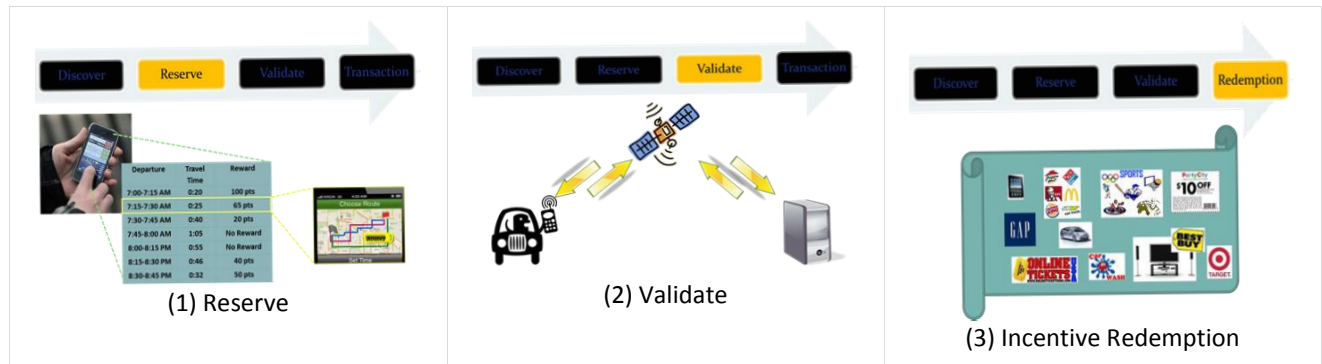 Discover Reserve Validate Transaction
Departure Travel Time Reward
7:00-7:15 AM 0:20 100 pts
7:15-7:30 AM 0:25 65 pts
7:30-7:45 AM 0:40 20 pts
7:45-8:00 AM 1:05 No Reward
8:00-8:15 PM 0:55 No Reward
8:15-8:30 PM 0:46 40 pts
8:30-8:45 PM 0:32 50 pts
Choose Route
Set Time
(1) Reserve
Discover Reserve Validate Transaction
(2) Validate
Discover Reserve Validate Redemption
SPORTS
PartyCity
$10 OFF
KFC
GAP
BEST
BUY
ONLINE
TICKETS
USA
CAR
WASH
TARGET
(3) Incentive Redemption